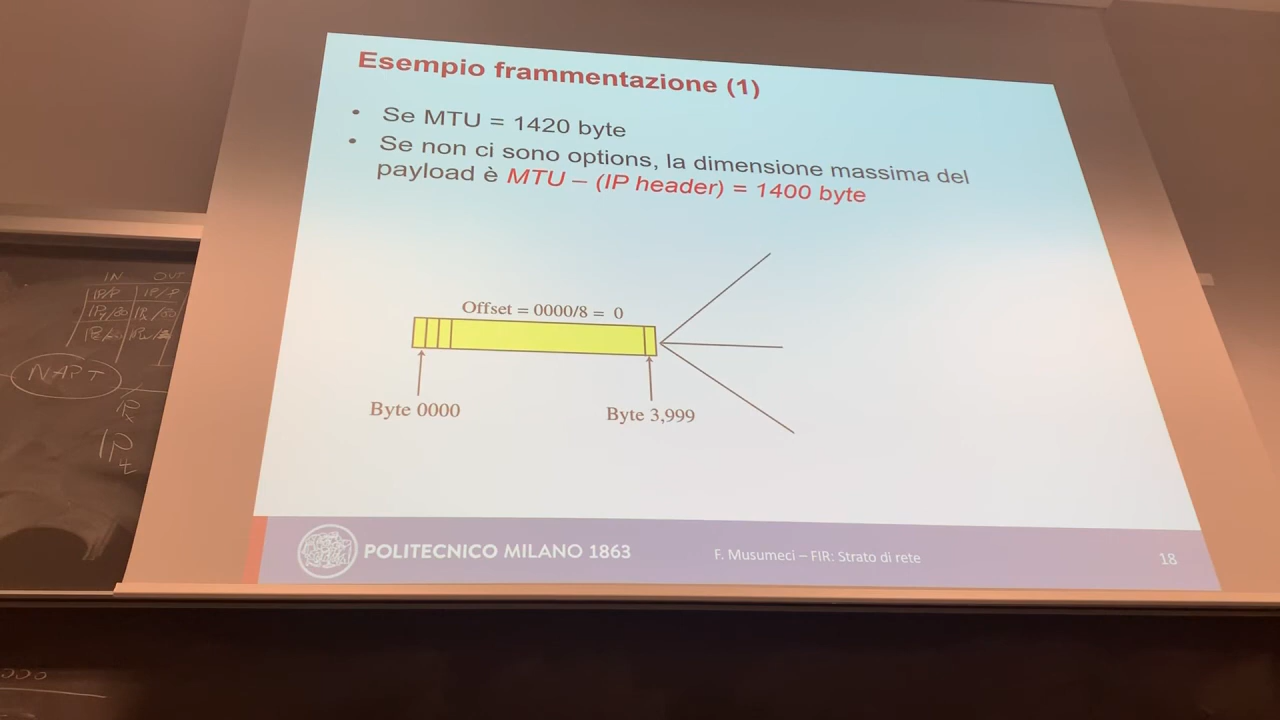 Esempio frammentazione (1)
• Se MTU = 1420 byte
• Se non ci sono options, la dimensione massima del
payload è MTU – (IP header) = 1400 byte
Offset = 0000/8 = 0
Byte 0000
Byte 3,999
POLITECNICO MILANO 1863
F. Musumeci – FIR: Strato di rete
18
IN OUT
NAPT